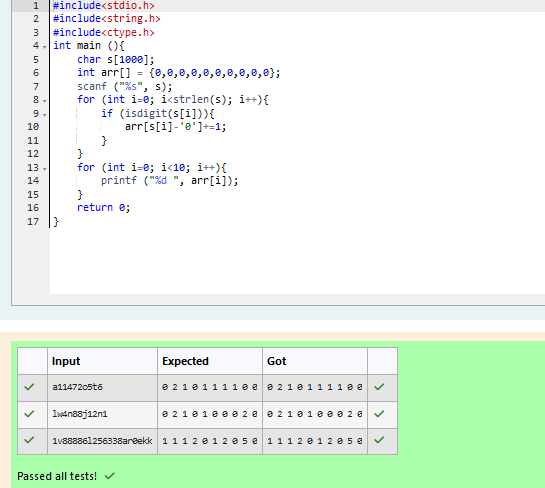 1 #include<stdio.h>
2 #include<string.h>
3 #include<ctype.h>
4 int main (){
5 char s[1000];
6 int arr[] = {0,0,0,0,0,0,0,0,0,0};
7 scanf ("%s", s);
8 for (int i=0; i<strlen(s); i++){
9 if (isdigit(s[i])){
10 arr[s[i]-'0']+=1;
11 }
12 }
13 for (int i=0; i<10; i++){
14 printf ("%d ", arr[i]);
15 }
16 return 0;
17 }
Input Expected Got
a11472o5t6 0 2 1 0 1 1 1 1 0 0 0 2 1 0 1 1 1 1 0 0
lw4n88j12n1 0 2 1 0 1 0 0 0 2 0 0 2 1 0 1 0 0 0 2 0
1v88886l256338ar0ekk 1 1 1 2 0 1 2 0 5 0 1 1 1 2 0 1 2 0 5 0
Passed all tests!